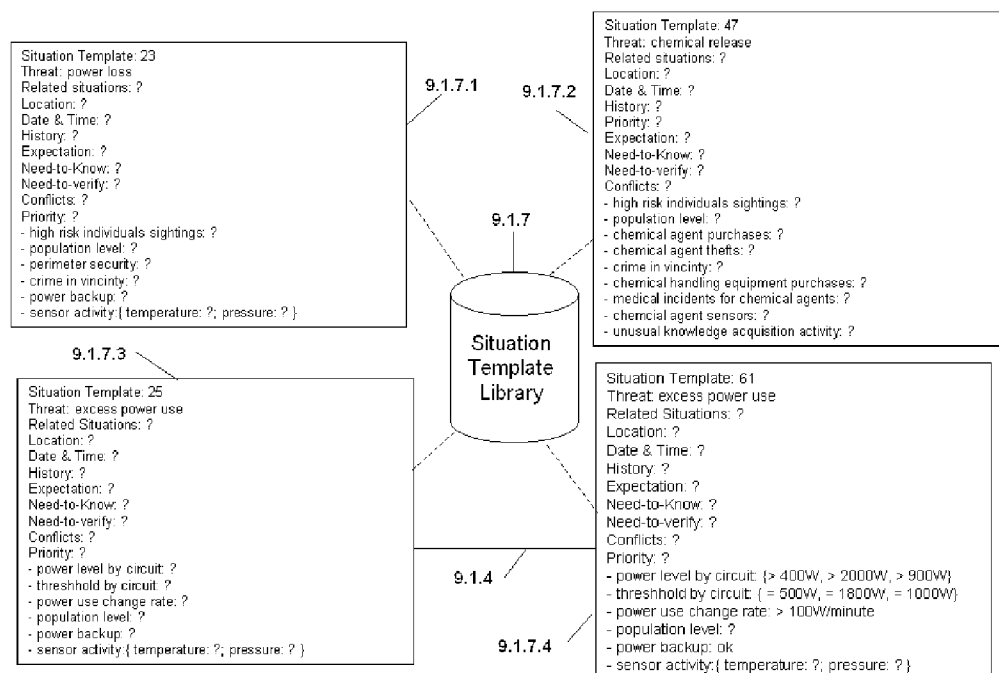 Situation Template: 23
Threat: power loss
Related situations: ?
Location: ?
Date & Time: ?
History: ?
Expectation: ?
Need-to-Know: ?
Need-to-verify: ?
Conflicts: ?
Priority: ?
- high risk individuals sightings: ?
- population level: ?
- perimeter security: ?
- crime in vincinty: ?
- power backup: ?
- sensor activity:{ temperature: ?; pressure: ? }
9.1.7.1
9.1.7.2
Situation Template: 47
Threat: chemical release
Related situations: ?
Location: ?
Date & Time: ?
History: ?
Priority: ?
Expectation: ?
Need-to-Know: ?
Need-to-verify: ?
Conflicts: ?
- high risk individuals sightings: ?
- population level: ?
- chemical agent purchases: ?
- chemical agent thefts: ?
- crime in vincinty: ?
- chemical handling equipment purchases: ?
- medical incidents for chemical agents: ?
- chemcial agent sensors: ?
- unusual knowledge acquisition activity: ?
9.1.7
Situation
Template
Library
9.1.7.3
Situation Template: 25
Threat: excess power use
Related Situations: ?
Location: ?
Date & Time: ?
History: ?
Expectation: ?
Need-to-Know: ?
Need-to-verify: ?
Conflicts: ?
Priority: ?
- power level by circuit: ?
- threshhold by circuit: ?
- power use change rate: ?
- population level: ?
- power backup: ?
- sensor activity:{ temperature: ?; pressure: ? }
9.1.4
9.1.7.4
Situation Template: 61
Threat: excess power use
Related Situations: ?
Location: ?
Date & Time: ?
History: ?
Expectation: ?
Need-to-Know: ?
Need-to-verify: ?
Conflicts: ?
Priority: ?
- power level by circuit: {> 400W, > 2000W, > 900W}
- threshhold by circuit: { = 500W, = 1800W, = 1000W}
- power use change rate: > 100W/minute
- population level: ?
- power backup: ok
- sensor activity:{ temperature: ?; pressure: ? }